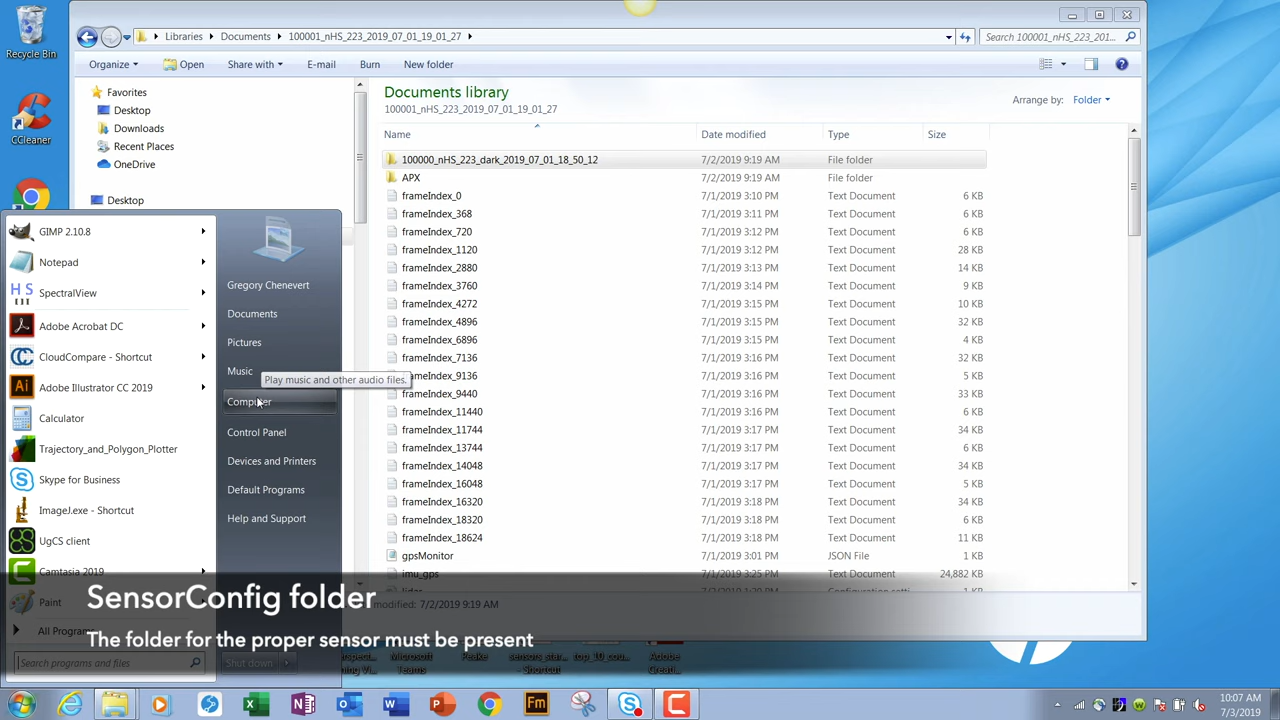 Recycle Bin
CCleaner
Libraries
Documents
100001_nHS_223_2019_07_01_19_01_27
Search 100001_nHS_223_201...
Organize
Open
Share with
E-mail
Burn
New folder
Favorites
Desktop
Downloads
Recent Places
OneDrive
Desktop
Documents library
100001_nHS_223_2019_07_01_19_01_27
Arrange by: Folder
Name Date modified Type Size
100000_nHS_223_dark_2019_07_01_18_50_12 7/2/2019 9:19 AM File folder
APX 7/2/2019 9:19 AM File folder
frameIndex_0 7/1/2019 3:10 PM Text Document 6 KB
frameIndex_368 7/1/2019 3:11 PM Text Document 6 KB
frameIndex_720 7/1/2019 3:12 PM Text Document 6 KB
frameIndex_1120 7/1/2019 3:12 PM Text Document 28 KB
frameIndex_2880 7/1/2019 3:13 PM Text Document 14 KB
frameIndex_3760 7/1/2019 3:14 PM Text Document 9 KB
frameIndex_4272 7/1/2019 3:15 PM Text Document 10 KB
frameIndex_4896 7/1/2019 3:15 PM Text Document 32 KB
frameIndex_6896 7/1/2019 3:15 PM Text Document 4 KB
frameIndex_7136 7/1/2019 3:16 PM Text Document 32 KB
frameIndex_9136 7/1/2019 3:16 PM Text Document 5 KB
frameIndex_9440 7/1/2019 3:16 PM Text Document 33 KB
frameIndex_11440 7/1/2019 3:16 PM Text Document 6 KB
frameIndex_11744 7/1/2019 3:16 PM Text Document 34 KB
frameIndex_13744 7/1/2019 3:17 PM Text Document 6 KB
frameIndex_14048 7/1/2019 3:17 PM Text Document 34 KB
frameIndex_16048 7/1/2019 3:17 PM Text Document 5 KB
frameIndex_16320 7/1/2019 3:18 PM Text Document 34 KB
frameIndex_18320 7/1/2019 3:18 PM Text Document 6 KB
frameIndex_18624 7/1/2019 3:18 PM Text Document 11 KB
gpsMonitor 7/1/2019 3:01 PM JSON File 1 KB
imu_gps 7/1/2019 3:18 PM Text Document 24,882 KB
modified: 7/2/2019 9:19 AM
GIMP 2.10.8
Notepad
SpectralView
Adobe Acrobat DC
CloudCompare - Shortcut
Adobe Illustrator CC 2019
Calculator
Trajectory_and_Polygon_Plotter
Skype for Business
ImageJ.exe - Shortcut
UgCS client
Camtasia 2019
Paint
All Programs
Search programs and files
Gregory Chenevert
Documents
Pictures
Music
Play music and other audio files.
Computer
Control Panel
Devices and Printers
Default Programs
Help and Support
Shut down
SensorConfig folder
The folder for the proper sensor must be present
Microsoft Teams
Peake
Adobe
10:07 AM
7/3/2019